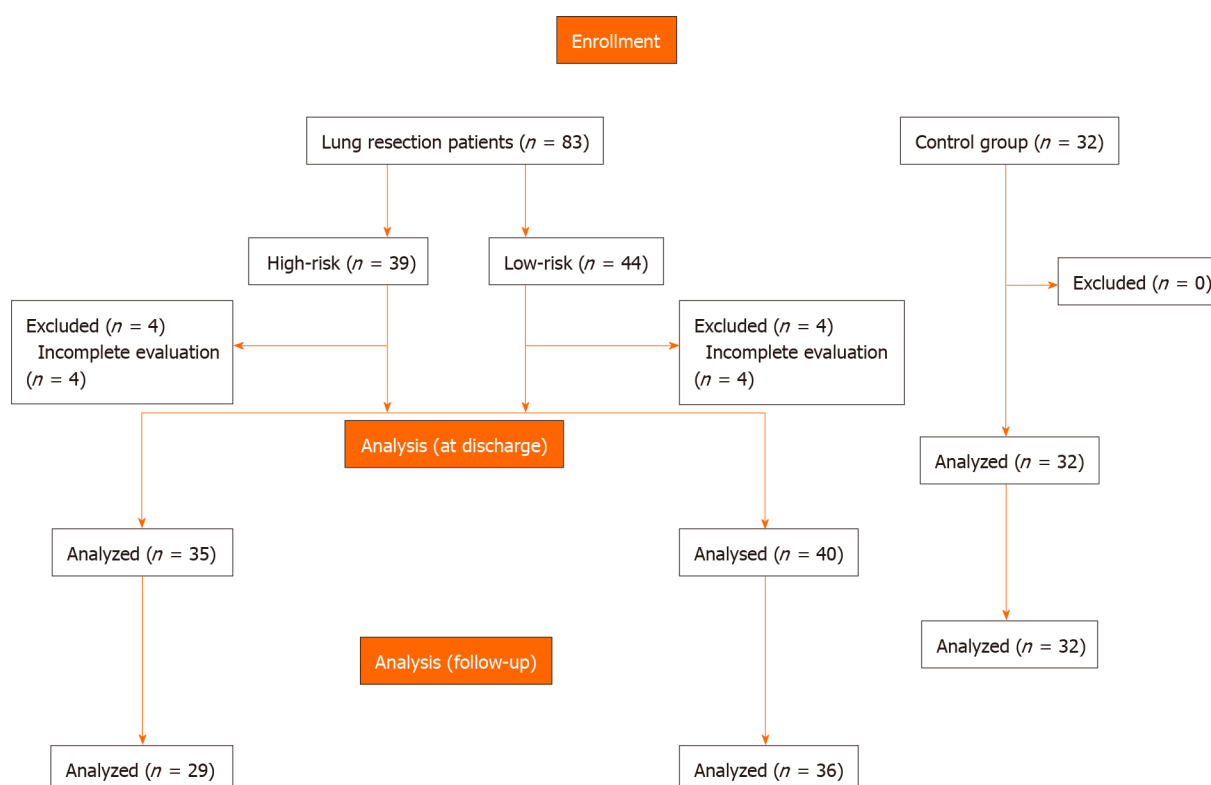 Enrollment
Lung resection patients (n = 83)
Control group (n = 32)
High-risk (n = 39)
Low-risk (n = 44)
Excluded (n = 0)
Excluded (n = 4)
Incomplete evaluation
(n = 4)
Excluded (n = 4)
Incomplete evaluation
(n = 4)
Analysis (at discharge)
Analyzed (n = 32)
Analyzed (n = 35)
Analysed (n = 40)
Analyzed (n = 32)
Analysis (follow-up)
Analyzed (n = 29)
Analyzed (n = 36)